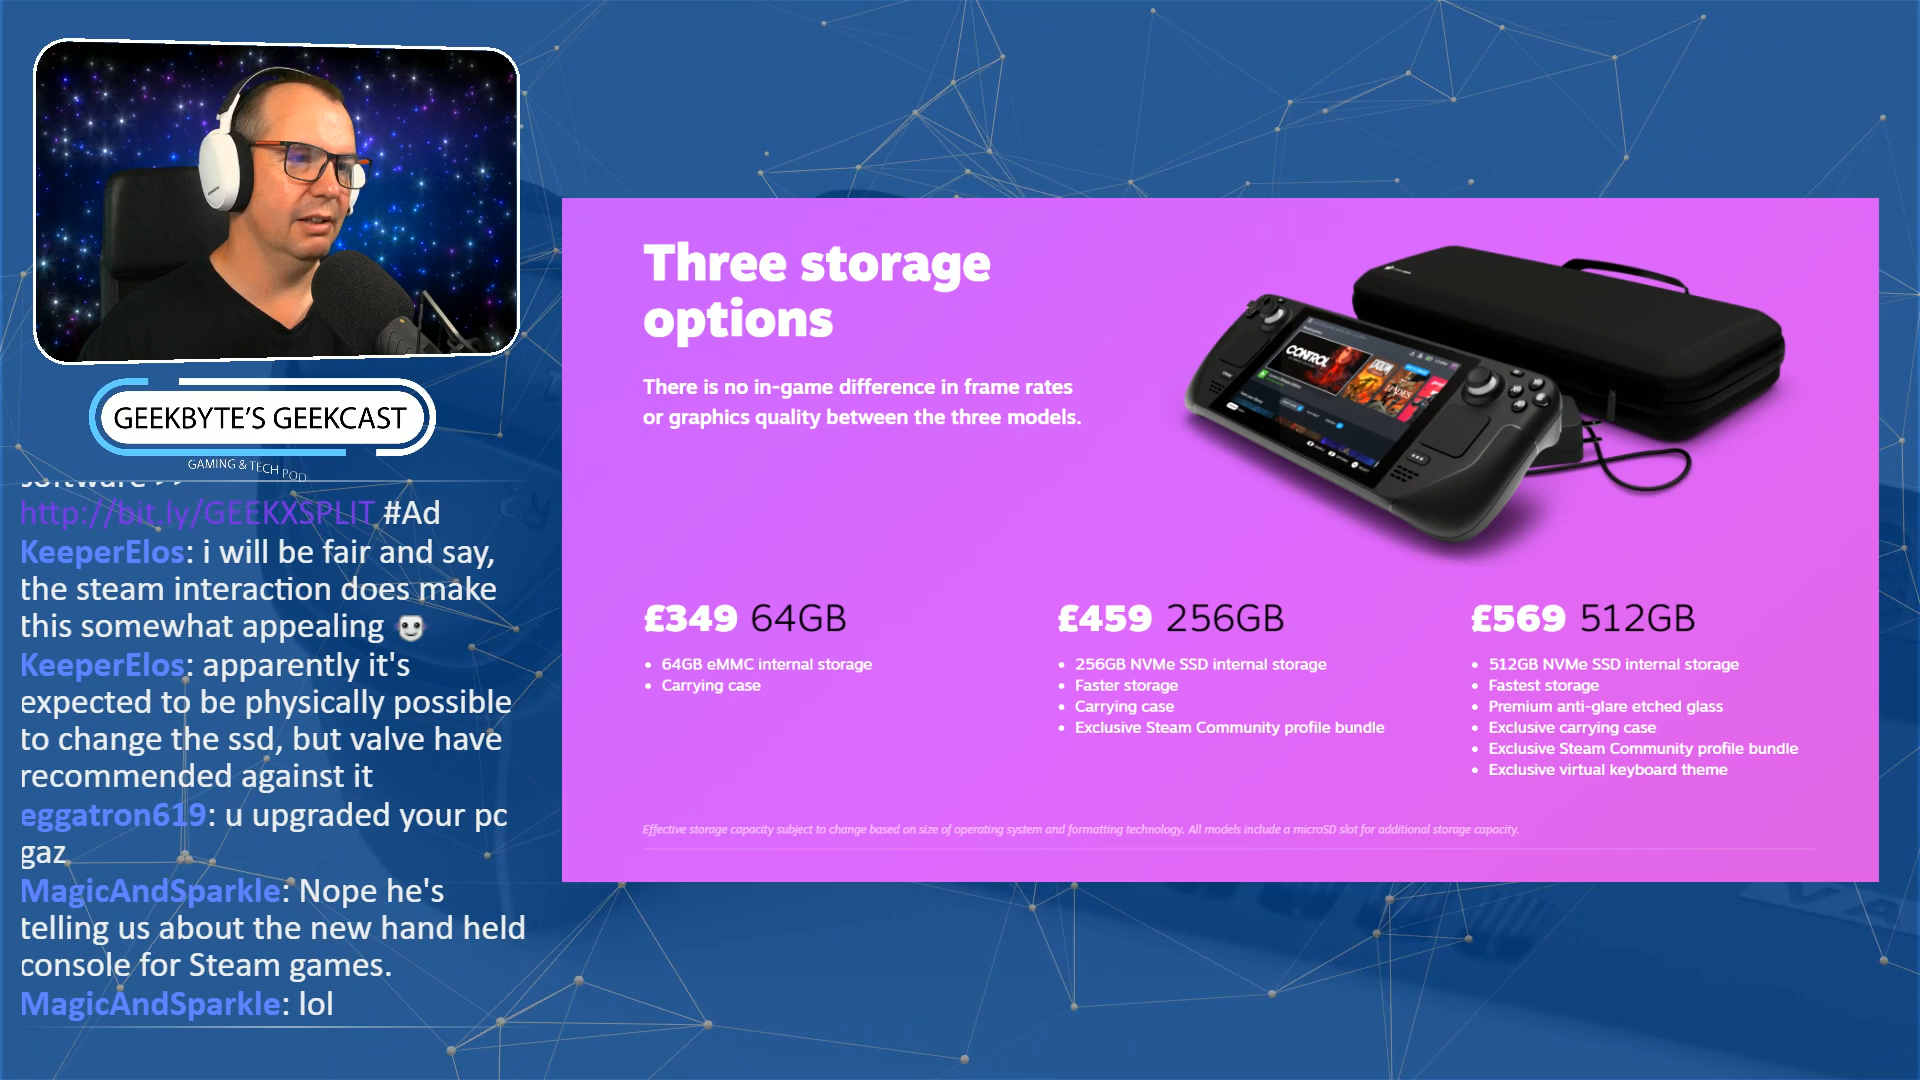 GEEKBYTE'S GEEKCAST
GAMING & TECH POD
software >>
http://bit.ly/GEEKXSPLIT #Ad
KeeperElos: i will be fair and say,
the steam interaction does make
this somewhat appealing
KeeperElos: apparently it's
expected to be physically possible
to change the ssd, but valve have
recommended against it
eggatron619: u upgraded your pc
gaz
MagicAndSparkle: Nope he's
telling us about the new hand held
console for Steam games.
MagicAndSparkle: lol
Three storage
options
There is no in-game difference in frame rates
or graphics quality between the three models.
CONTROL
DOOM
HADES
£349 64GB
• 64GB eMMC internal storage
• Carrying case
£459 256GB
• 256GB NVMe SSD internal storage
• Faster storage
• Carrying case
• Exclusive Steam Community profile bundle
£569 512GB
• 512GB NVMe SSD internal storage
• Fastest storage
• Premium anti-glare etched glass
• Exclusive carrying case
• Exclusive Steam Community profile bundle
• Exclusive virtual keyboard theme
Effective storage capacity subject to change based on size of operating system and formatting technology. All models include a microSD slot for additional storage capacity.